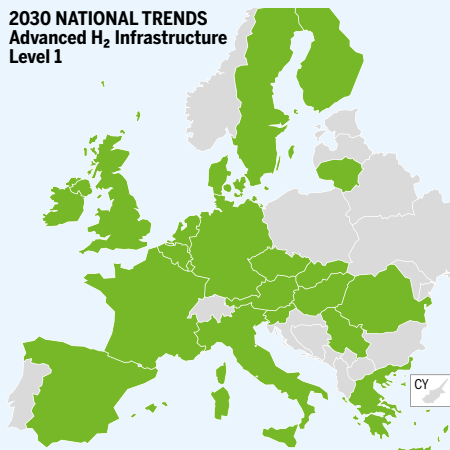 2030 NATIONAL TRENDS
Advanced H₂ Infrastructure
Level 1
CY